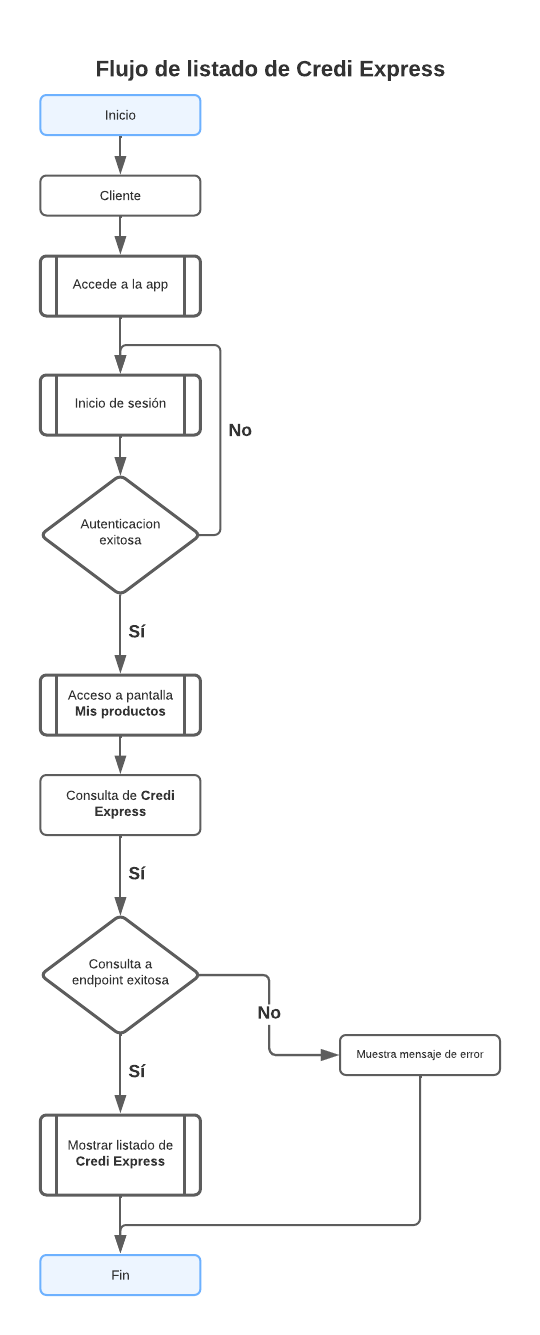 Flujo de listado de Credi Express
Inicio
Cliente
Accede a la app
Inicio de sesión
No
Autenticacion
exitosa
Sí
Acceso a pantalla
Mis productos
Consulta de Credi
Express
Sí
Consulta a
endpoint exitosa
No
Muestra mensaje de error
Sí
Mostrar listado de
Credi Express
Fin